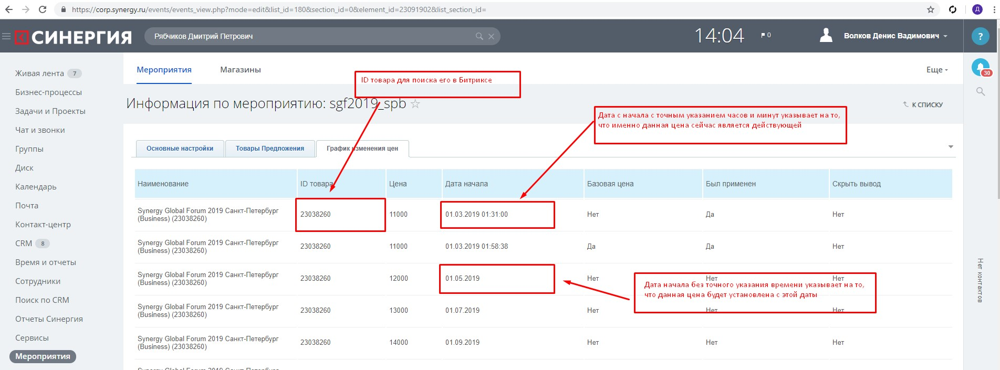 https://corp.synergy.ru/events/events_view.php?mode=edit&list_id=180&section_id=0&element_id=23091902&list_section_id=
Д
СИНЕРГИЯ
Рябчиков Дмитрий Петрович
14:04
0
Волков Денис Вадимович
?
Живая лента 7
Бизнес-процессы
Задачи и Проекты
Чат и звонки
Группы
Диск
Календарь
Почта
Контакт-центр
CRM 8
Время и отчеты
Сотрудники
Поиск по CRM
Отчеты Синергия
Сервисы
Мероприятия
Мероприятия Магазины Еще
30
ID товара для поиска его в Битриксе
Информация по мероприятию: sgf2019_spb
К СПИСКУ
Дата с начала с точным указанием часов и минут указывает на то,
что именно данная цена сейчас является действующей
Основные настройки Товары Предложения График изменения цен
Наименование ID товара Цена Дата начала Базовая цена Был применен Скрыть вывод
Synergy Global Forum 2019 Санкт-Петербург
(Business) (23038260) 23038260 11000 01.03.2019 01:31:00 Нет Да Нет
Synergy Global Forum 2019 Санкт-Петербург
(Business) (23038260) 23038260 11000 01.03.2019 01:58:38 Да Да Нет
Synergy Global Forum 2019 Санкт-Петербург
(Business) (23038260) 23038260 12000 01.05.2019 Нет Нет Нет
Дата начала без точного указания времени указывает на то,
что данная цена будет установлена с этой даты
Synergy Global Forum 2019 Санкт-Петербург
(Business) (23038260) 23038260 13000 01.07.2019 Нет Нет Нет
Synergy Global Forum 2019 Санкт-Петербург
(Business) (23038260) 23038260 14000 01.09.2019 Нет Нет Нет
Нет контактов